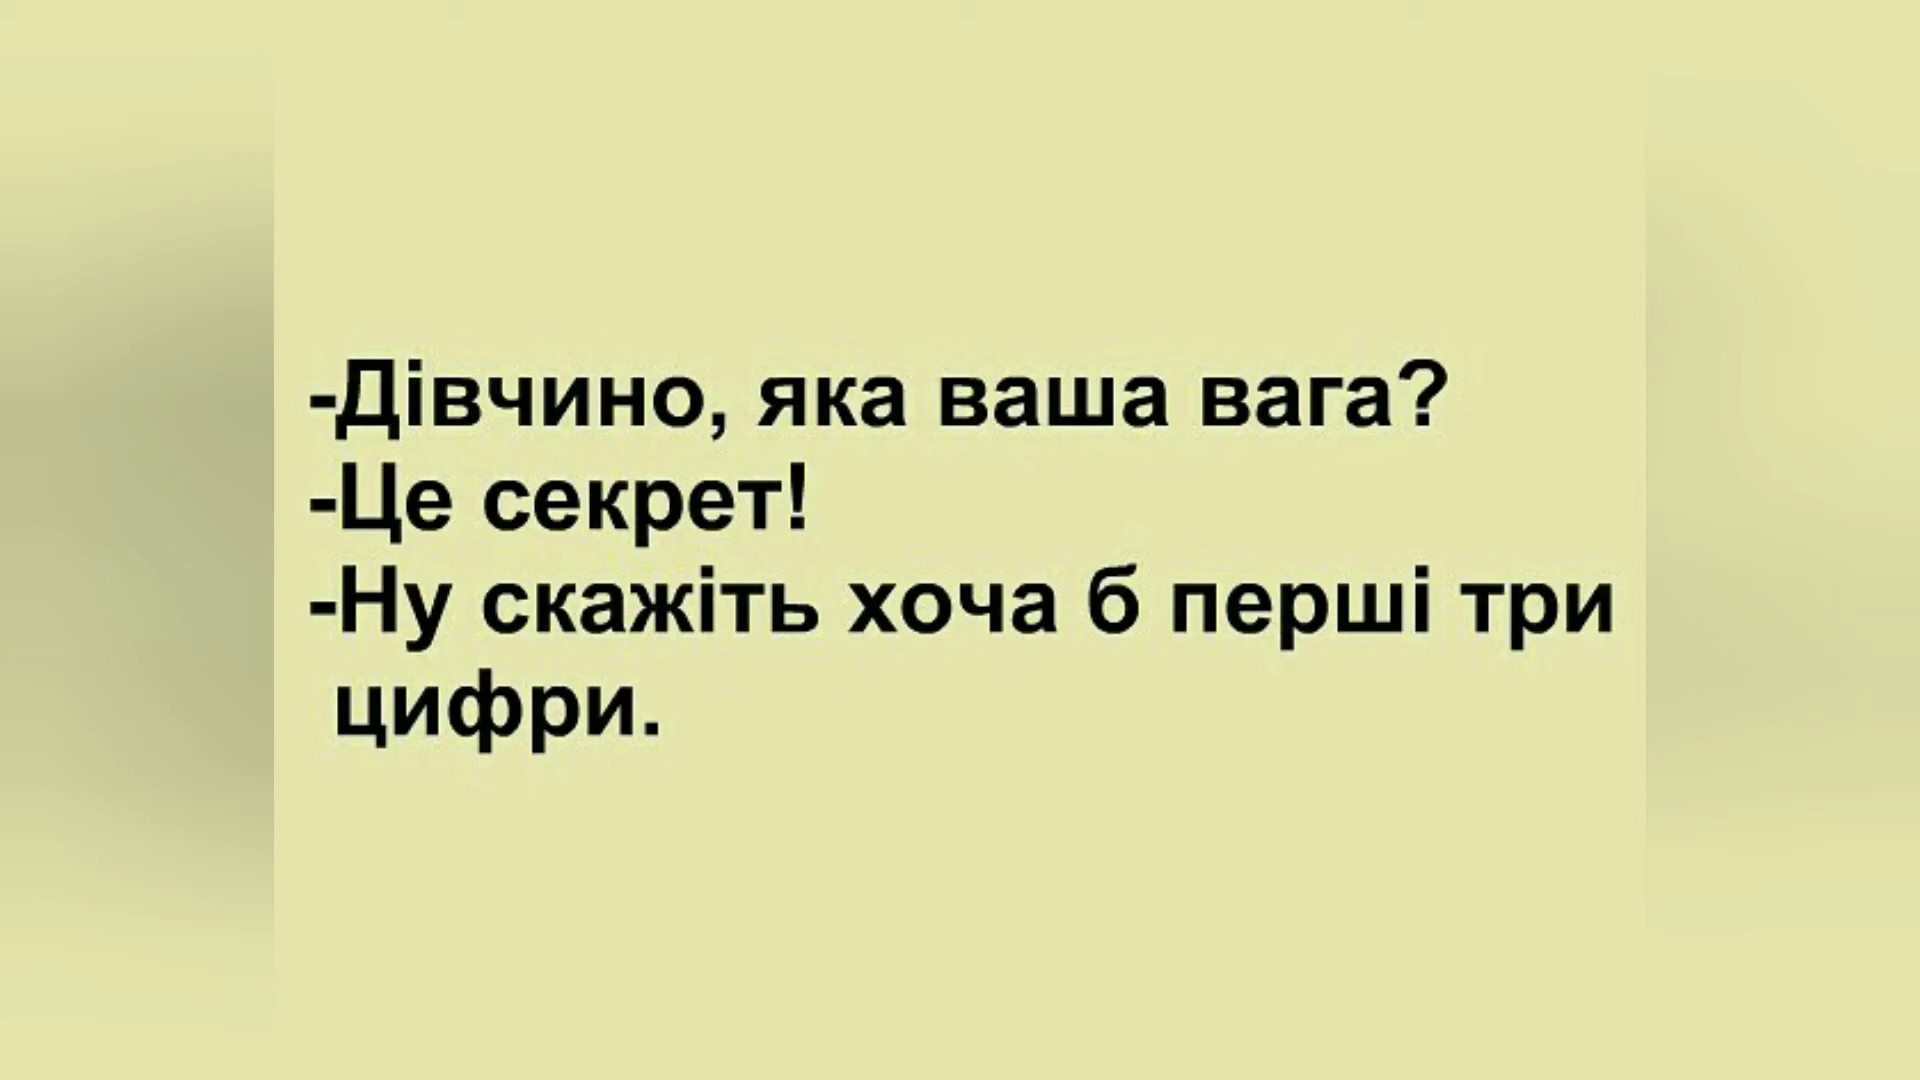 -Дівчино, яка ваша вага?
-Це секрет!
-Ну скажіть хоча б перші три
цифри.